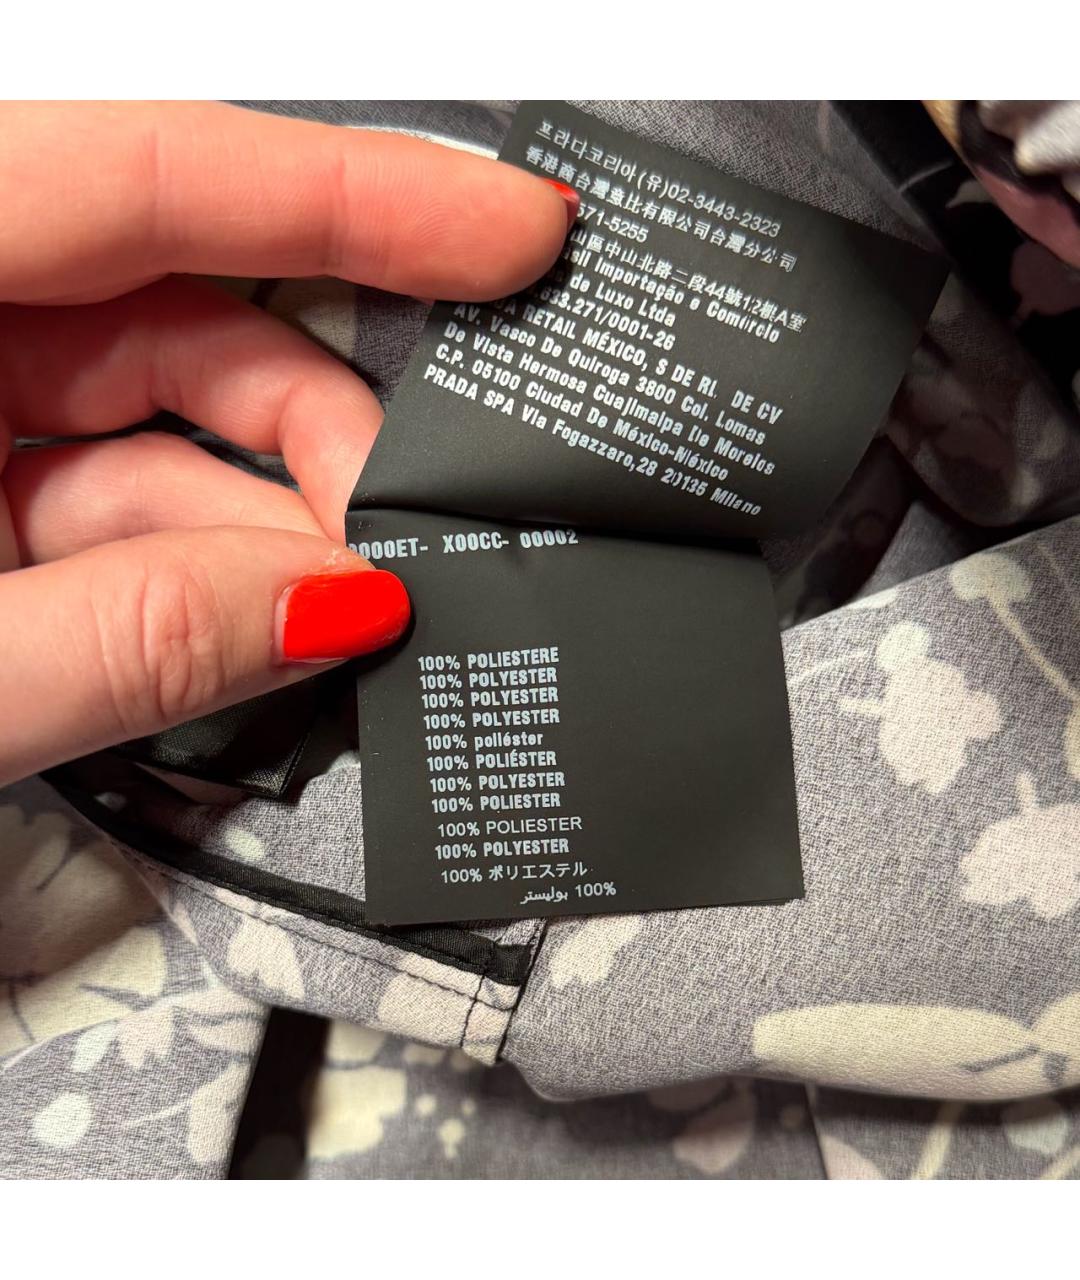 프라다코리아(유)02-3443-2323
香港商台灣意比有限公司台灣分公司
571-5255
山區中山北路二段44號12樓A室
Importação e Comércio
de Luxo Ltda
.633.271/0001-26
RETAIL MÉXICO, S DE RL DE CV
AV. Vasco De Quiroga 3800 Col. Lomas
De Vista Hermosa Cuajimalpa De Morelos
C.P. 05100 Ciudad De México-México
PRADA SPA Via Fogazzaro,28 20135 Milano
0000ET- X00CC- 00002
100% POLIESTERE
100% POLYESTER
100% POLYESTER
100% POLYESTER
100% poliéster
100% POLIÉSTER
100% POLYESTER
100% POLIESTER
100% POLIESTER
100% POLYESTER
100% ポリエステル
100% بوليستر